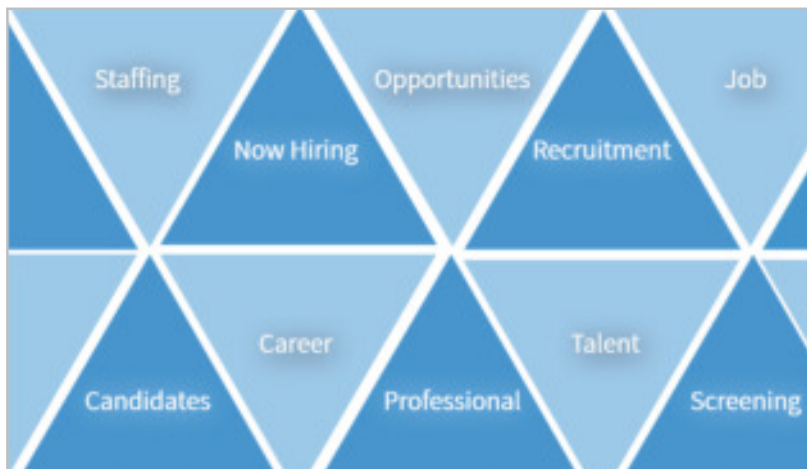 Staffing
Opportunities
Job
Now Hiring
Recruitment
Career
Talent
Candidates
Professional
Screening